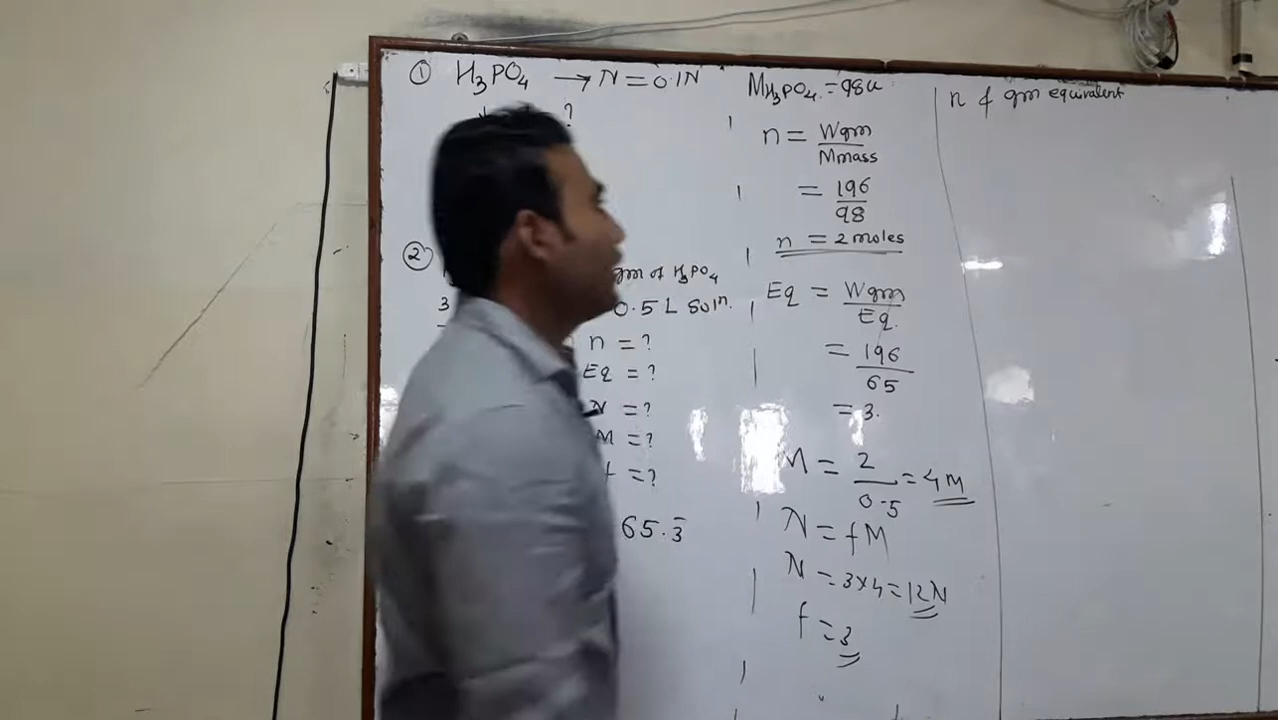 ① H₃PO₄ → N = 0.1N
?
②
gm of H₃PO₄
3
0.5 L Solⁿ.
n = ?
Eq = ?
N = ?
M = ?
f = ?
65.3
MH₃PO₄ = 98u
n = Wgm
Mmass
= 196
98
n = 2 moles
Eq = Wgm
Eq.
= 196
65
= 3.
M = 2
0.5
= 4M
N = fM
N = 3x4 = 12N
f = 3
n of gm equivalent